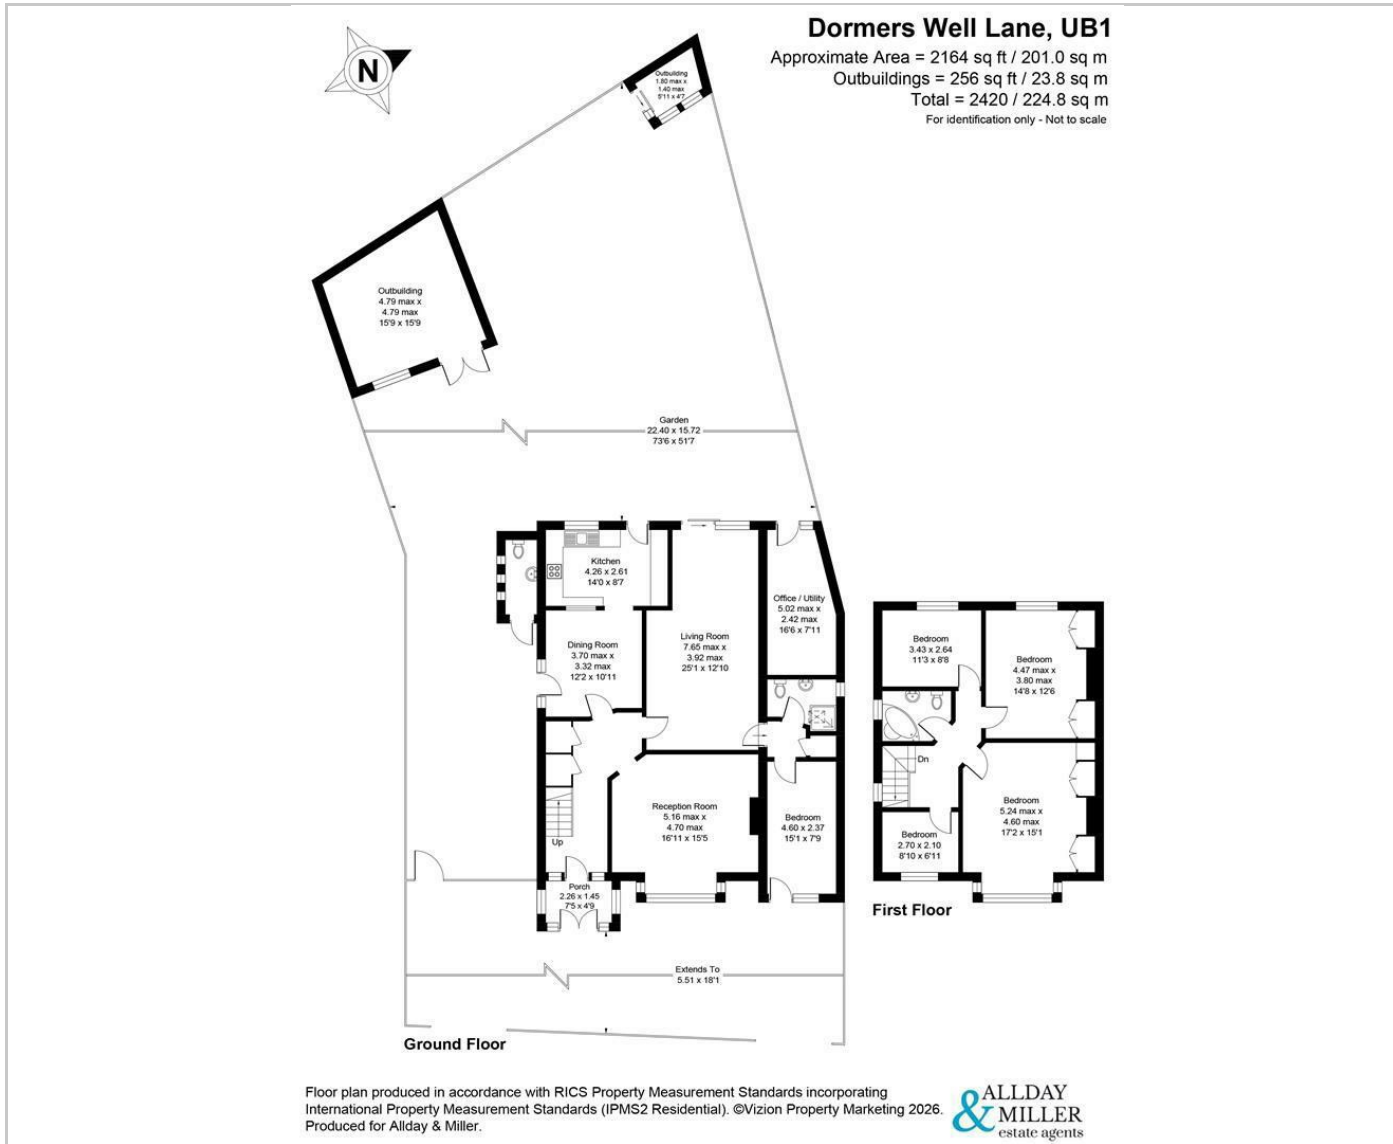 Dormers Well Lane, UB1
Approximate Area = 2164 sq ft / 201.0 sq m
Outbuildings = 256 sq ft / 23.8 sq m
Total = 2420 / 224.8 sq m
For identification only - Not to scale
N
Outbuilding
1.80 max x
1.40 max
5'11 x 4'7
Outbuilding
4.79 max x
4.79 max
15'9 x 15'9
Garden
22.40 x 15.72
73'6 x 51'7
Kitchen
4.26 x 2.61
14'0 x 8'7
Office / Utility
5.02 max x
2.42 max
16'6 x 7'11
Dining Room
3.70 max x
3.32 max
12'2 x 10'11
Living Room
7.65 max x
3.92 max
25'1 x 12'10
Reception Room
5.16 max x
4.70 max
16'11 x 15'5
Bedroom
4.60 x 2.37
15'1 x 7'9
Up
Porch
2.26 x 1.45
7'5 x 4'9
Extends To
5.51 x 18'1
Ground Floor
Bedroom
3.43 x 2.64
11'3 x 8'8
Bedroom
4.47 max x
3.80 max
14'8 x 12'6
Dn
Bedroom
5.24 max x
4.60 max
17'2 x 15'1
Bedroom
2.70 x 2.10
8'10 x 6'11
First Floor
Floor plan produced in accordance with RICS Property Measurement Standards incorporating
International Property Measurement Standards (IPMS2 Residential). ©Vizion Property Marketing 2026.
Produced for Allday & Miller.
ALLDAY
& MILLER
estate agents